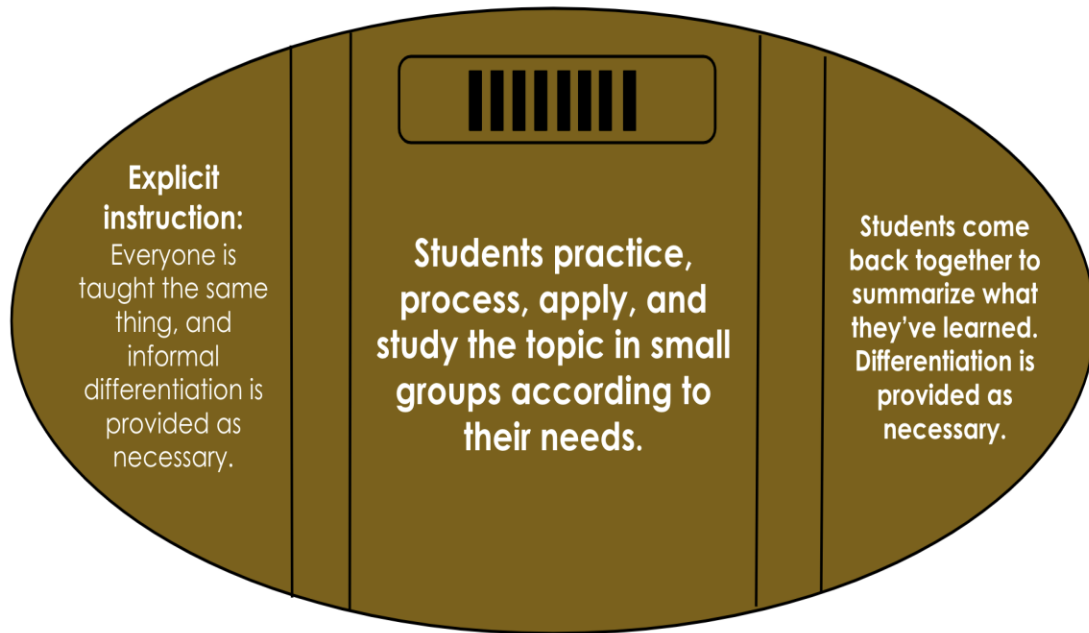 Explicit
instruction:
Everyone is
taught the same
thing, and
informal
differentiation is
provided as
necessary.
Students practice,
process, apply, and
study the topic in small
groups according to
their needs.
Students come
back together to
summarize what
they’ve learned.
Differentiation is
provided as
necessary.